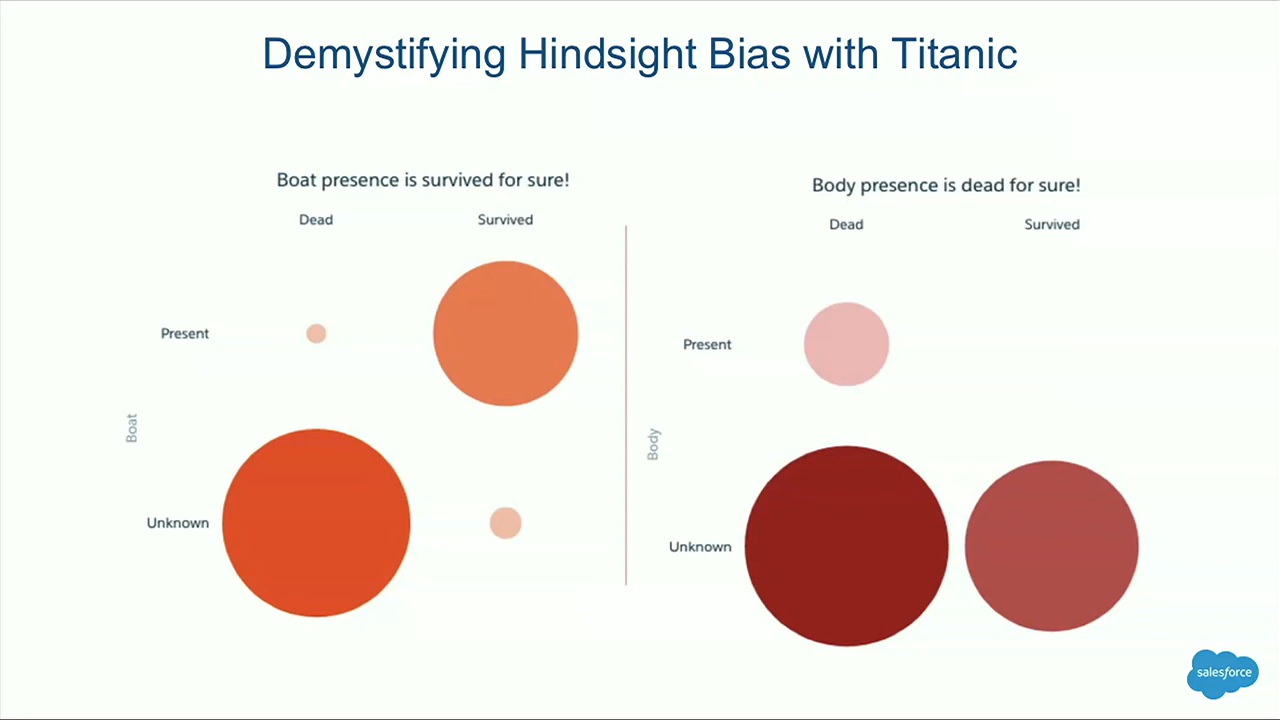 Demystifying Hindsight Bias with Titanic
Boat presence is survived for sure!
Dead Survived
Present
Boat
Unknown
Body presence is dead for sure!
Dead Survived
Present
Body
Unknown
salesforce